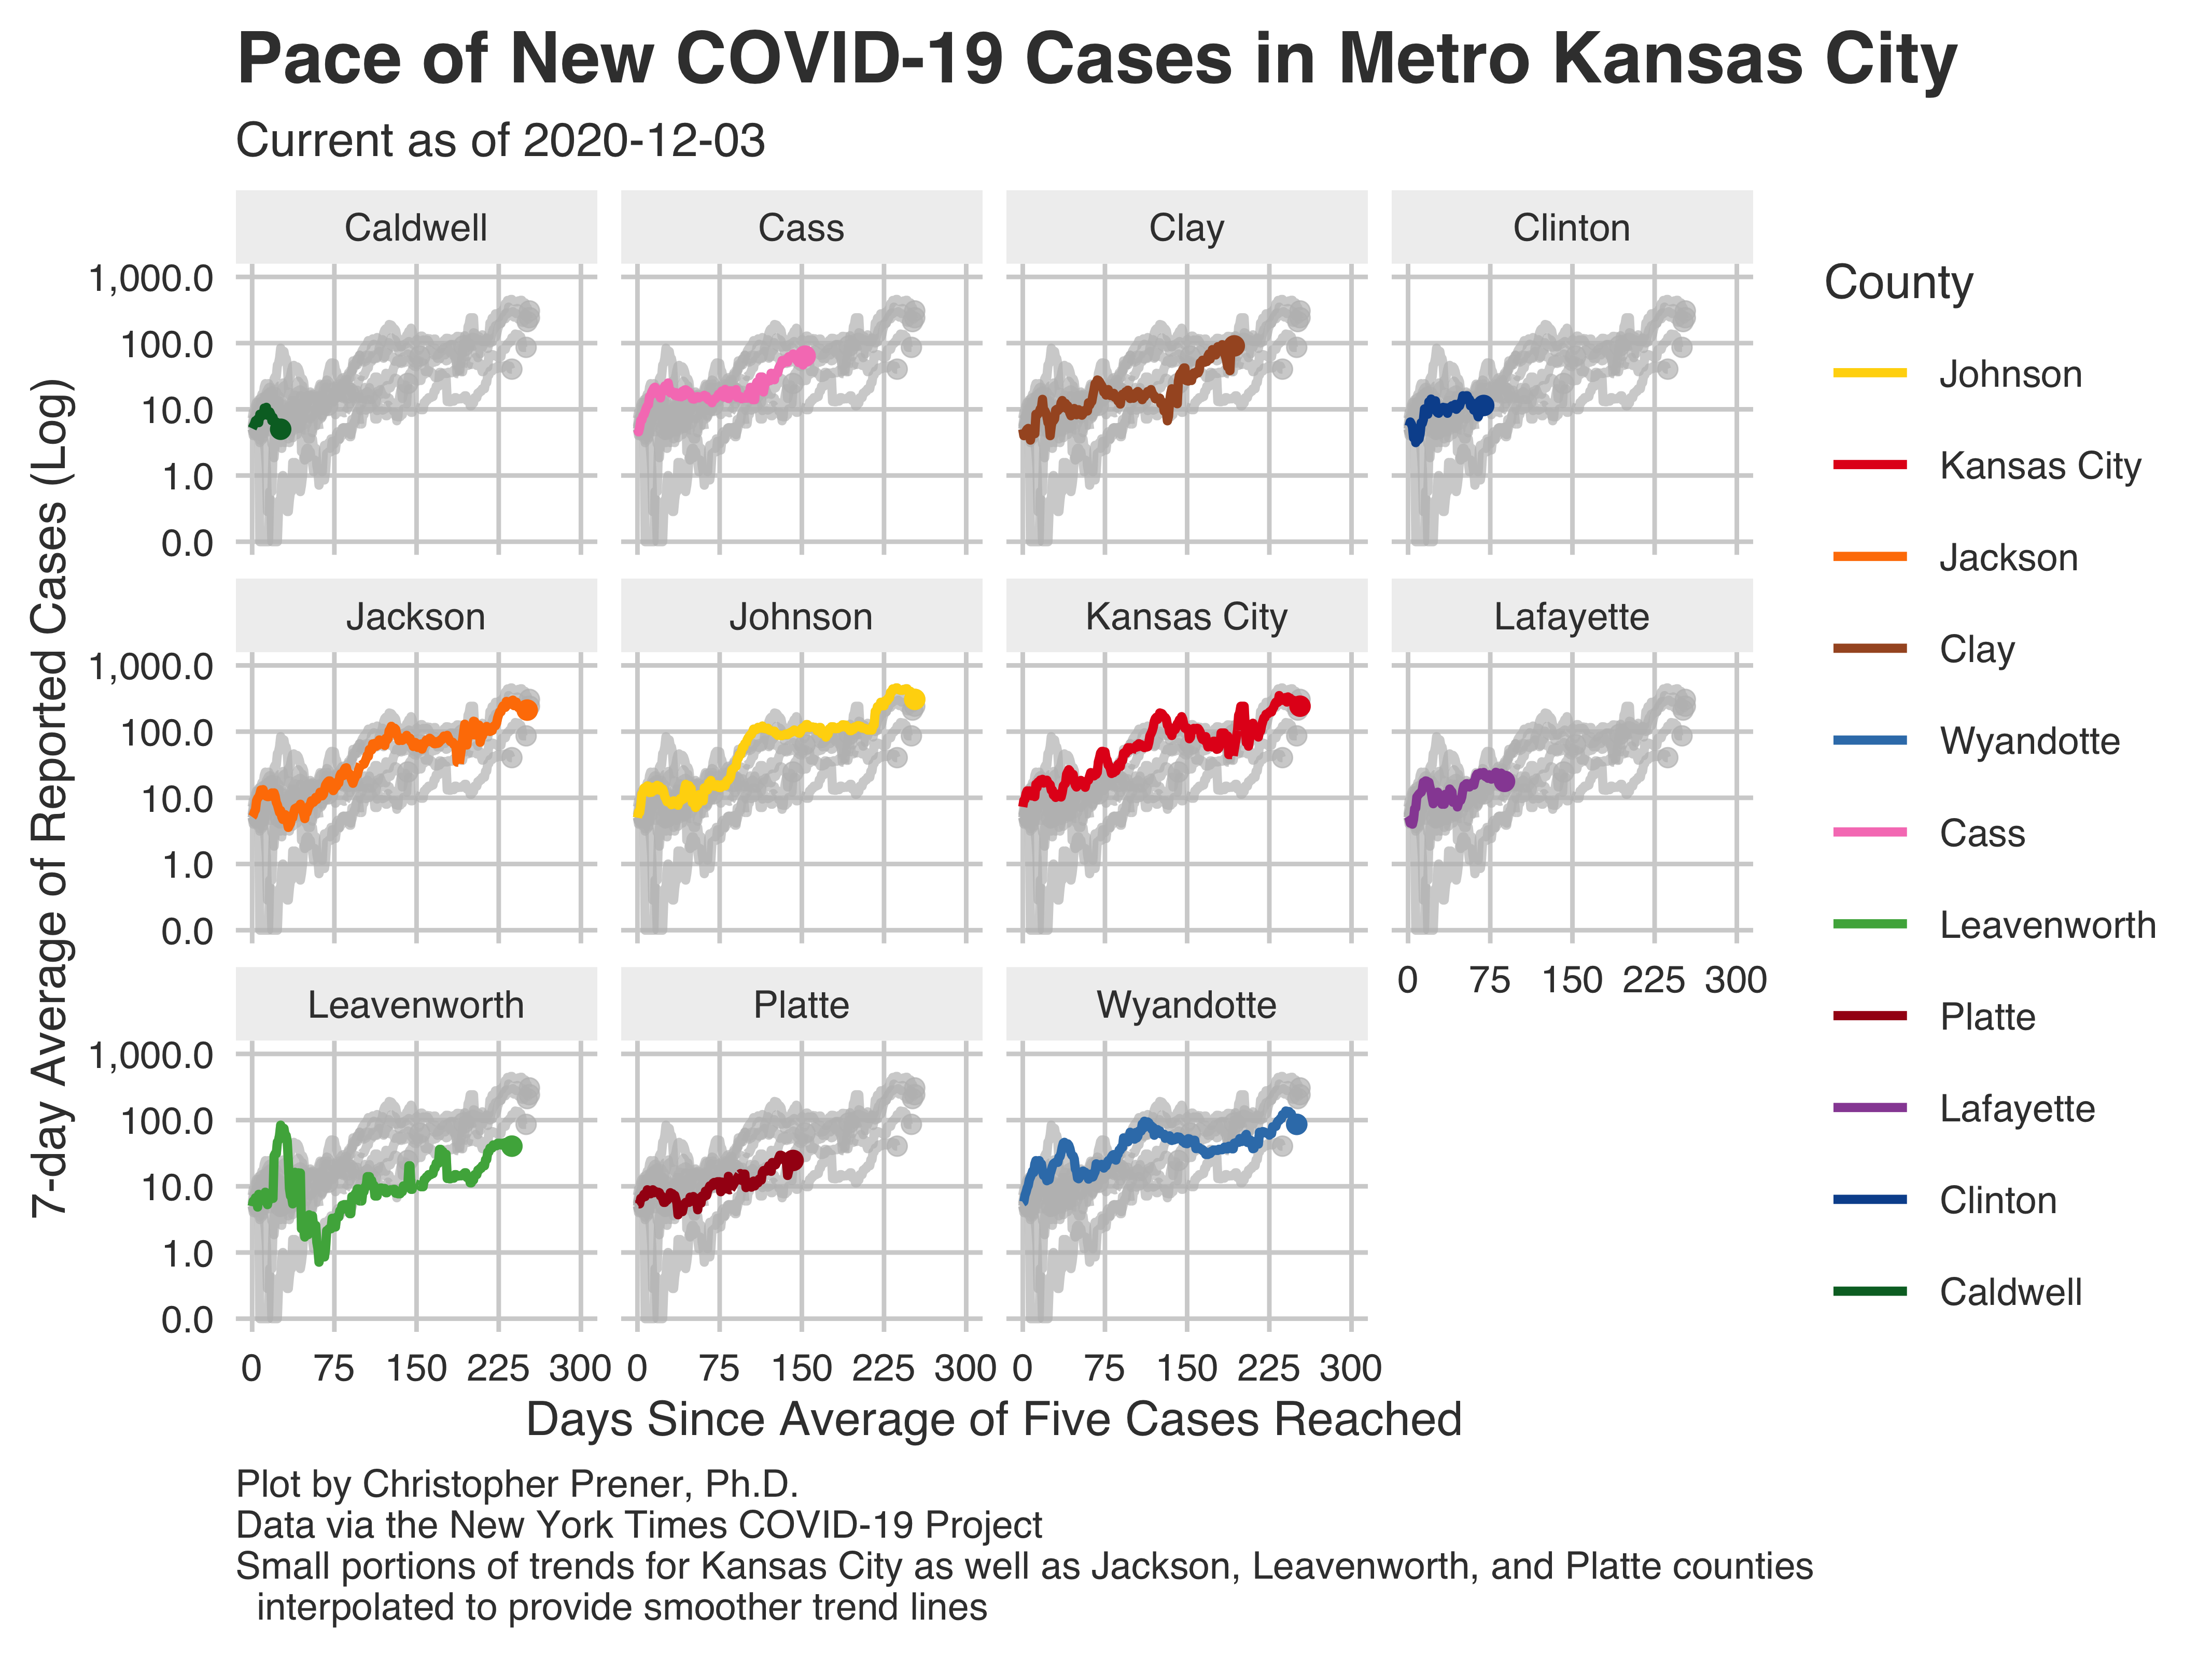 Pace of New COVID-19 Cases in Metro Kansas City
Current as of 2020-12-03
7-day Average of Reported Cases (Log)
Caldwell
Cass
Clay
Clinton
1,000.0
100.0
10.0
1.0
0.0
Jackson
Johnson
Kansas City
Lafayette
1,000.0
100.0
10.0
1.0
0.0
0 75 150 225 300
Leavenworth
Platte
Wyandotte
1,000.0
100.0
10.0
1.0
0.0
0 75 150 225 300
0 75 150 225 300
0 75 150 225 300
Days Since Average of Five Cases Reached
County
Johnson
Kansas City
Jackson
Clay
Wyandotte
Cass
Leavenworth
Platte
Lafayette
Clinton
Caldwell
Plot by Christopher Prener, Ph.D.
Data via the New York Times COVID-19 Project
Small portions of trends for Kansas City as well as Jackson, Leavenworth, and Platte counties
interpolated to provide smoother trend lines